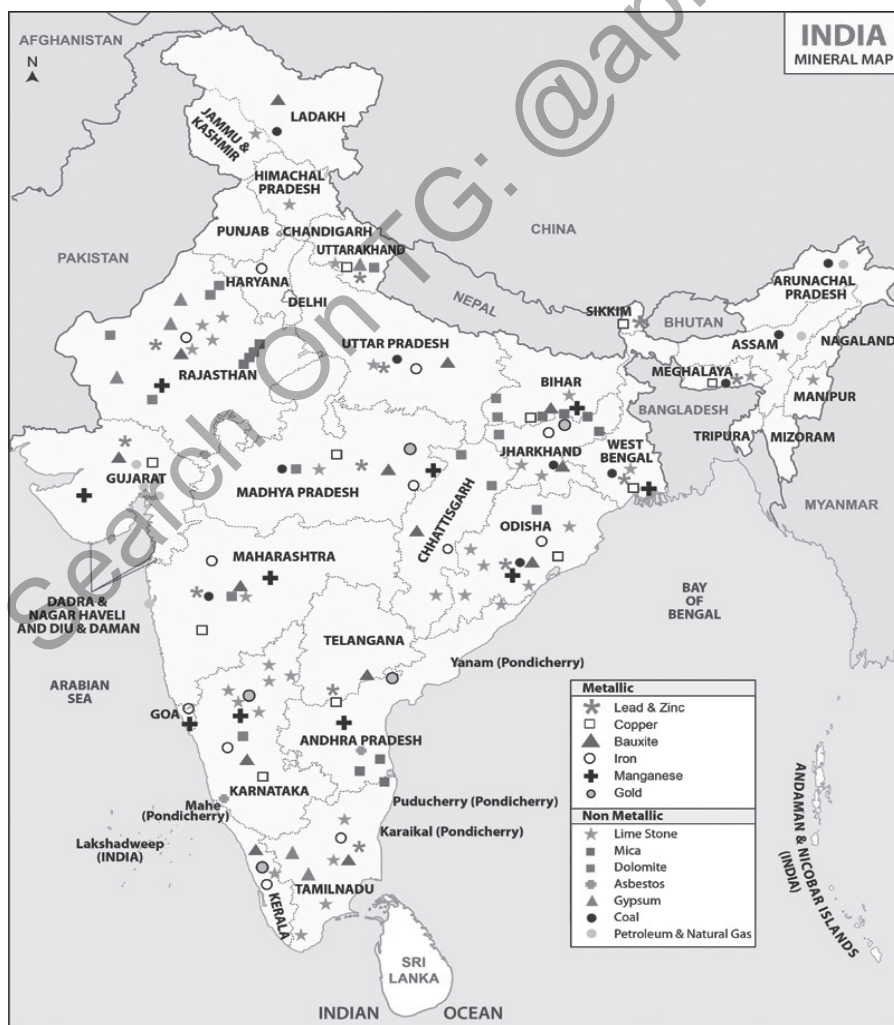 INDIA
MINERAL MAP
AFGHANISTAN
N
LADAKH
JAMMU &
KASHMIR
HIMACHAL
PRADESH
PUNJAB
CHANDIGARH
UTTARAKHAND
CHINA
PAKISTAN
HARYANA
DELHI
NEPAL
ARUNACHAL
PRADESH
SIKKIM
BHUTAN
UTTAR PRADESH
ASSAM
NAGALAND
RAJASTHAN
MEGHALAYA
BIHAR
MANIPUR
BANGLADESH
JHARKHAND
WEST
BENGAL
TRIPURA
MIZORAM
GUJARAT
MADHYA PRADESH
CHHATTISGARH
MYANMAR
ODISHA
MAHARASHTRA
DADRA &
NAGAR HAVELI
AND DIU & DAMAN
BAY
OF
BENGAL
TELANGANA
Yanam (Pondicherry)
ARABIAN
SEA
GOA
ANDHRA PRADESH
KARNATAKA
Mahe
(Pondicherry)
Puducherry (Pondicherry)
Karaikal (Pondicherry)
Lakshadweep
(INDIA)
TAMILNADU
KERALA
SRI
LANKA
INDIAN OCEAN
ANDAMAN & NICOBAR ISLANDS
(INDIA)
Metallic
Lead & Zinc
Copper
Bauxite
Iron
Manganese
Gold
Non Metallic
Lime Stone
Mica
Dolomite
Asbestos
Gypsum
Coal
Petroleum & Natural Gas
Search On TG: @ap